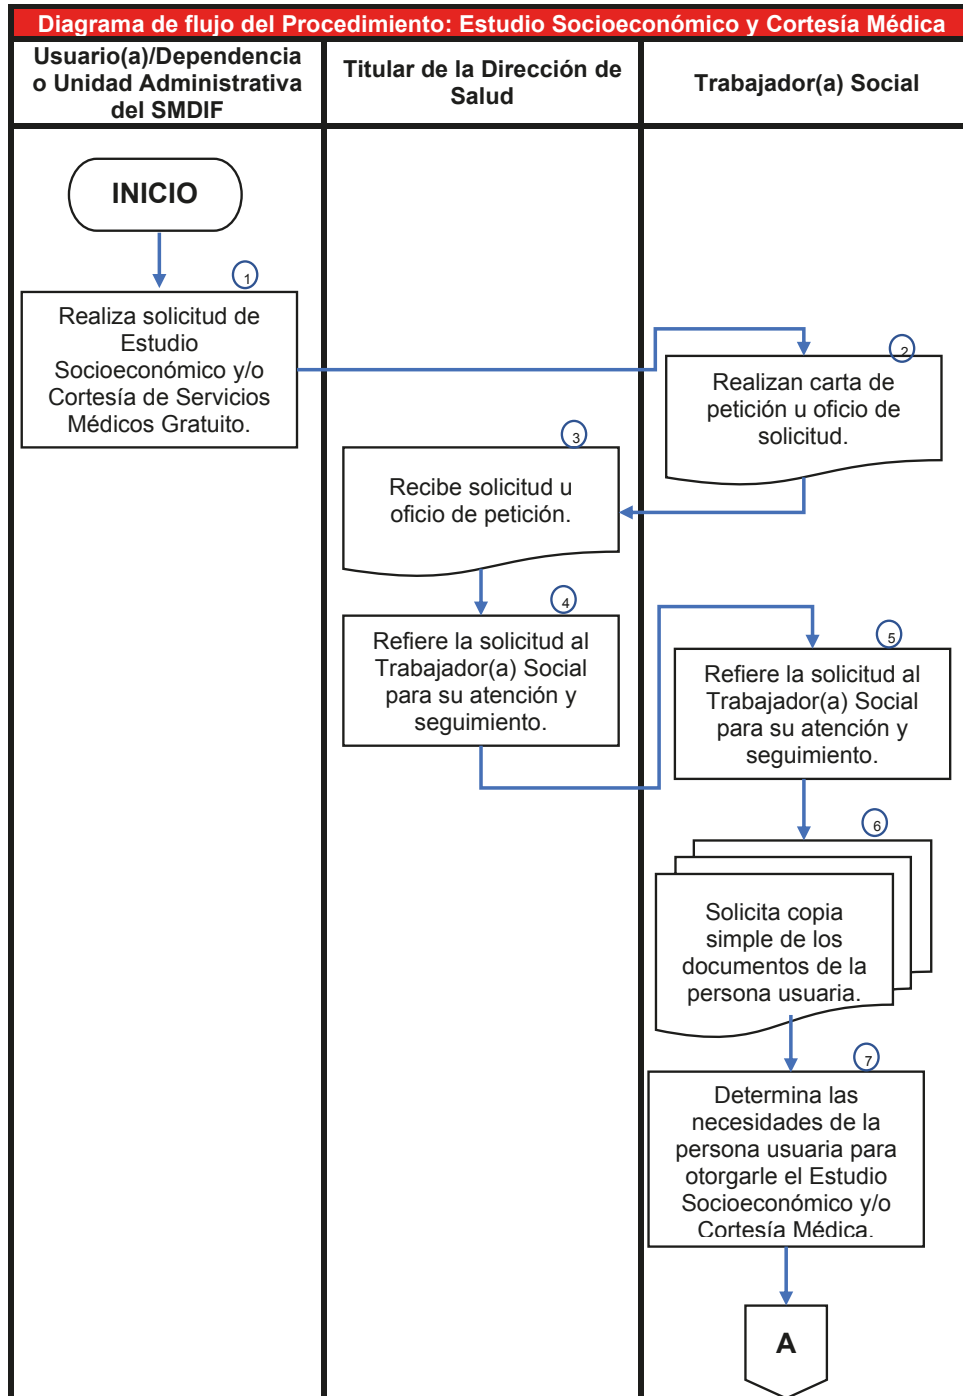 Diagrama de flujo del Procedimiento: Estudio Socioeconómico y Cortesía Médica
Usuario(a)/Dependencia
o Unidad Administrativa
del SMDIF
Titular de la Dirección de
Salud
Trabajador(a) Social
INICIO
1
Realiza solicitud de
Estudio
Socioeconómico y/o
Cortesía de Servicios
Médicos Gratuito.
2
Realizan carta de
petición u oficio de
solicitud.
3
Recibe solicitud u
oficio de petición.
4
Refiere la solicitud al
Trabajador(a) Social
para su atención y
seguimiento.
5
Refiere la solicitud al
Trabajador(a) Social
para su atención y
seguimiento.
6
Solicita copia
simple de los
documentos de la
persona usuaria.
7
Determina las
necesidades de la
persona usuaria para
otorgarle el Estudio
Socioeconómico y/o
Cortesía Médica.
A